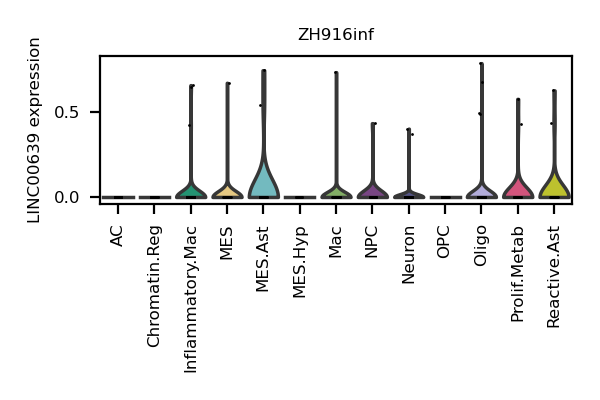 ZH916inf
LINC00639 expression
0.5
0.0
AC
Chromatin.Reg
Inflammatory.Mac
MES
MES.Ast
MES.Hyp
Mac
NPC
Neuron
OPC
Oligo
Prolif.Metab
Reactive.Ast